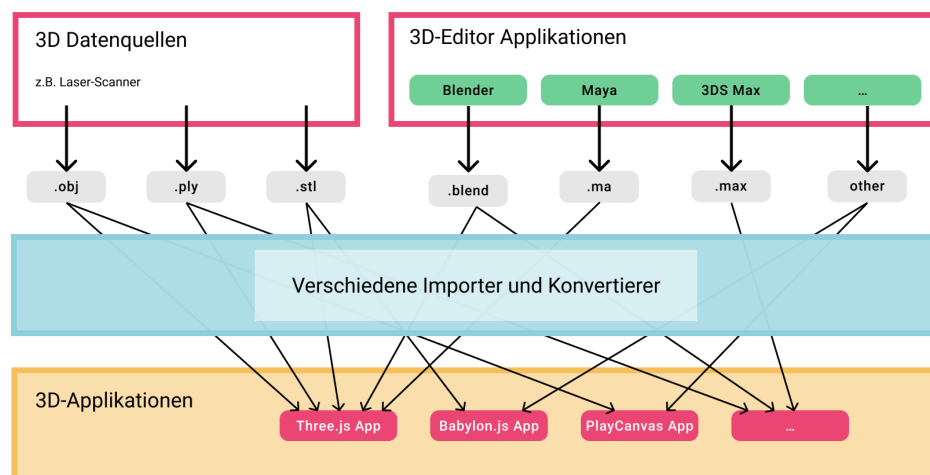 3D Datenquellen
z.B. Laser-Scanner
3D-Editor Applikationen
Blender
Maya
3DS Max
...
.obj
.ply
.stl
.blend
.ma
.max
other
Verschiedene Importer und Konvertierer
3D-Applikationen
Three.js App
Babylon.js App
PlayCanvas App
...